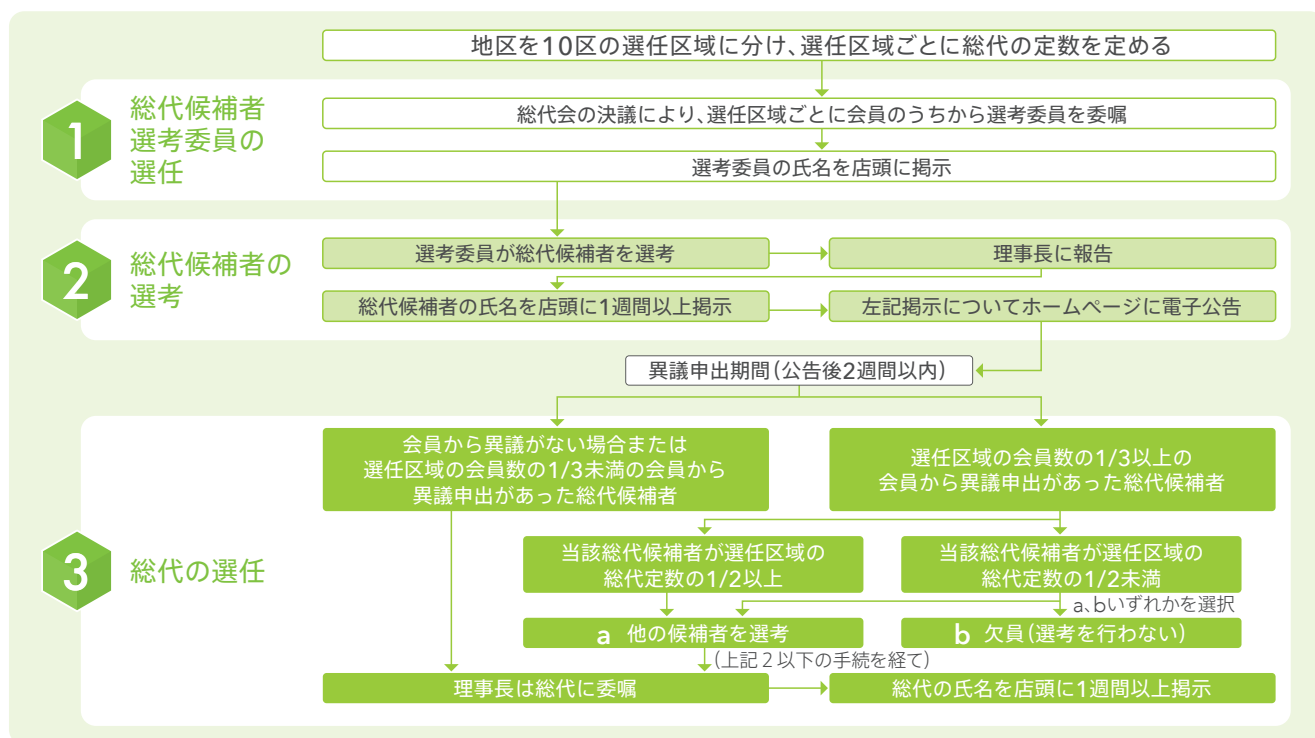 地区を10区の選任区域に分け、選任区域ごとに総代の定数を定める
1
総代候補者
選考委員の
選任
総代会の決議により、選任区域ごとに会員のうちから選考委員を委嘱
選考委員の氏名を店頭に掲示
2
総代候補者の
選考
選考委員が総代候補者を選考
理事長に報告
総代候補者の氏名を店頭に1週間以上掲示
左記掲示についてホームページに電子公告
異議申出期間（公告後2週間以内）
3
総代の選任
会員から異議がない場合または
選任区域の会員数の1/3未満の会員から
異議申出があった総代候補者
選任区域の会員数の1/3以上の
会員から異議申出があった総代候補者
当該総代候補者が選任区域の
総代定数の1/2以上
当該総代候補者が選任区域の
総代定数の1/2未満
a、bいずれかを選択
a 他の候補者を選考
b 欠員（選考を行わない）
（上記2以下の手続を経て）
理事長は総代に委嘱
総代の氏名を店頭に1週間以上掲示